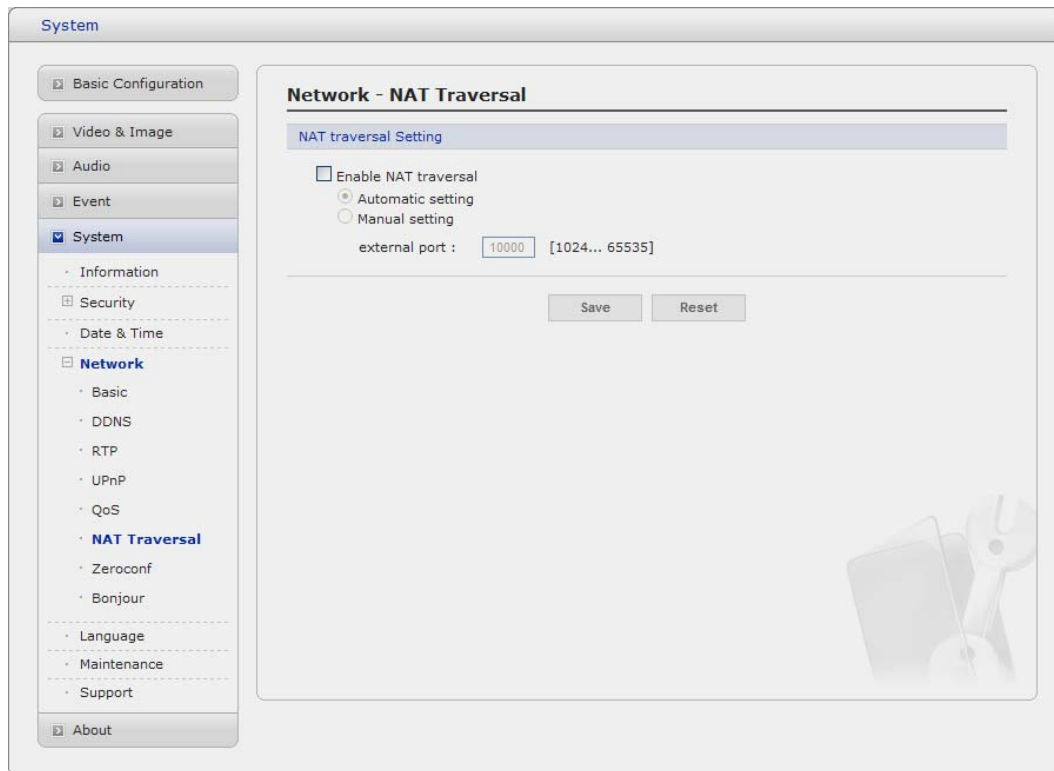 System
Basic Configuration
Video & Image
Audio
Event
System
Information
Security
Date & Time
Network
Basic
DDNS
RTP
UPnP
QoS
NAT Traversal
Zeroconf
Bonjour
Language
Maintenance
Support
About
Network - NAT Traversal
NAT traversal Setting
Enable NAT traversal
Automatic setting
Manual setting
external port : 10000 [1024... 65535]
Save Reset